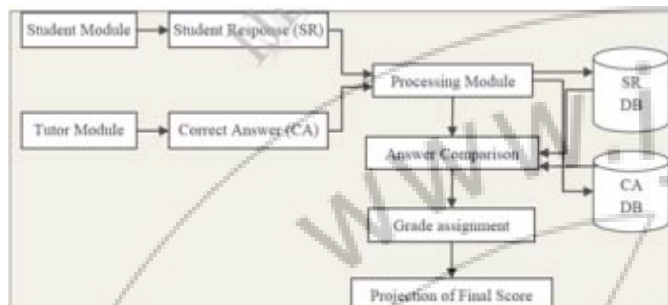 Student Module
Student Response (SR)
Processing Module
SR
DB
Tutor Module
Correct Answer (CA)
Answer Comparison
CA
DB
Grade assignment
Projection of Final Score